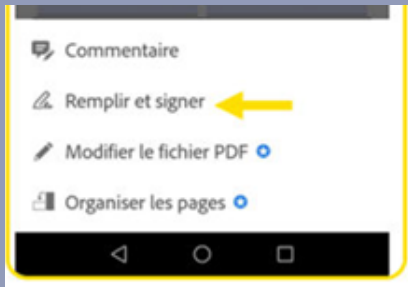 Commentaire
Remplir et signer
Modifier le fichier PDF
Organiser les pages